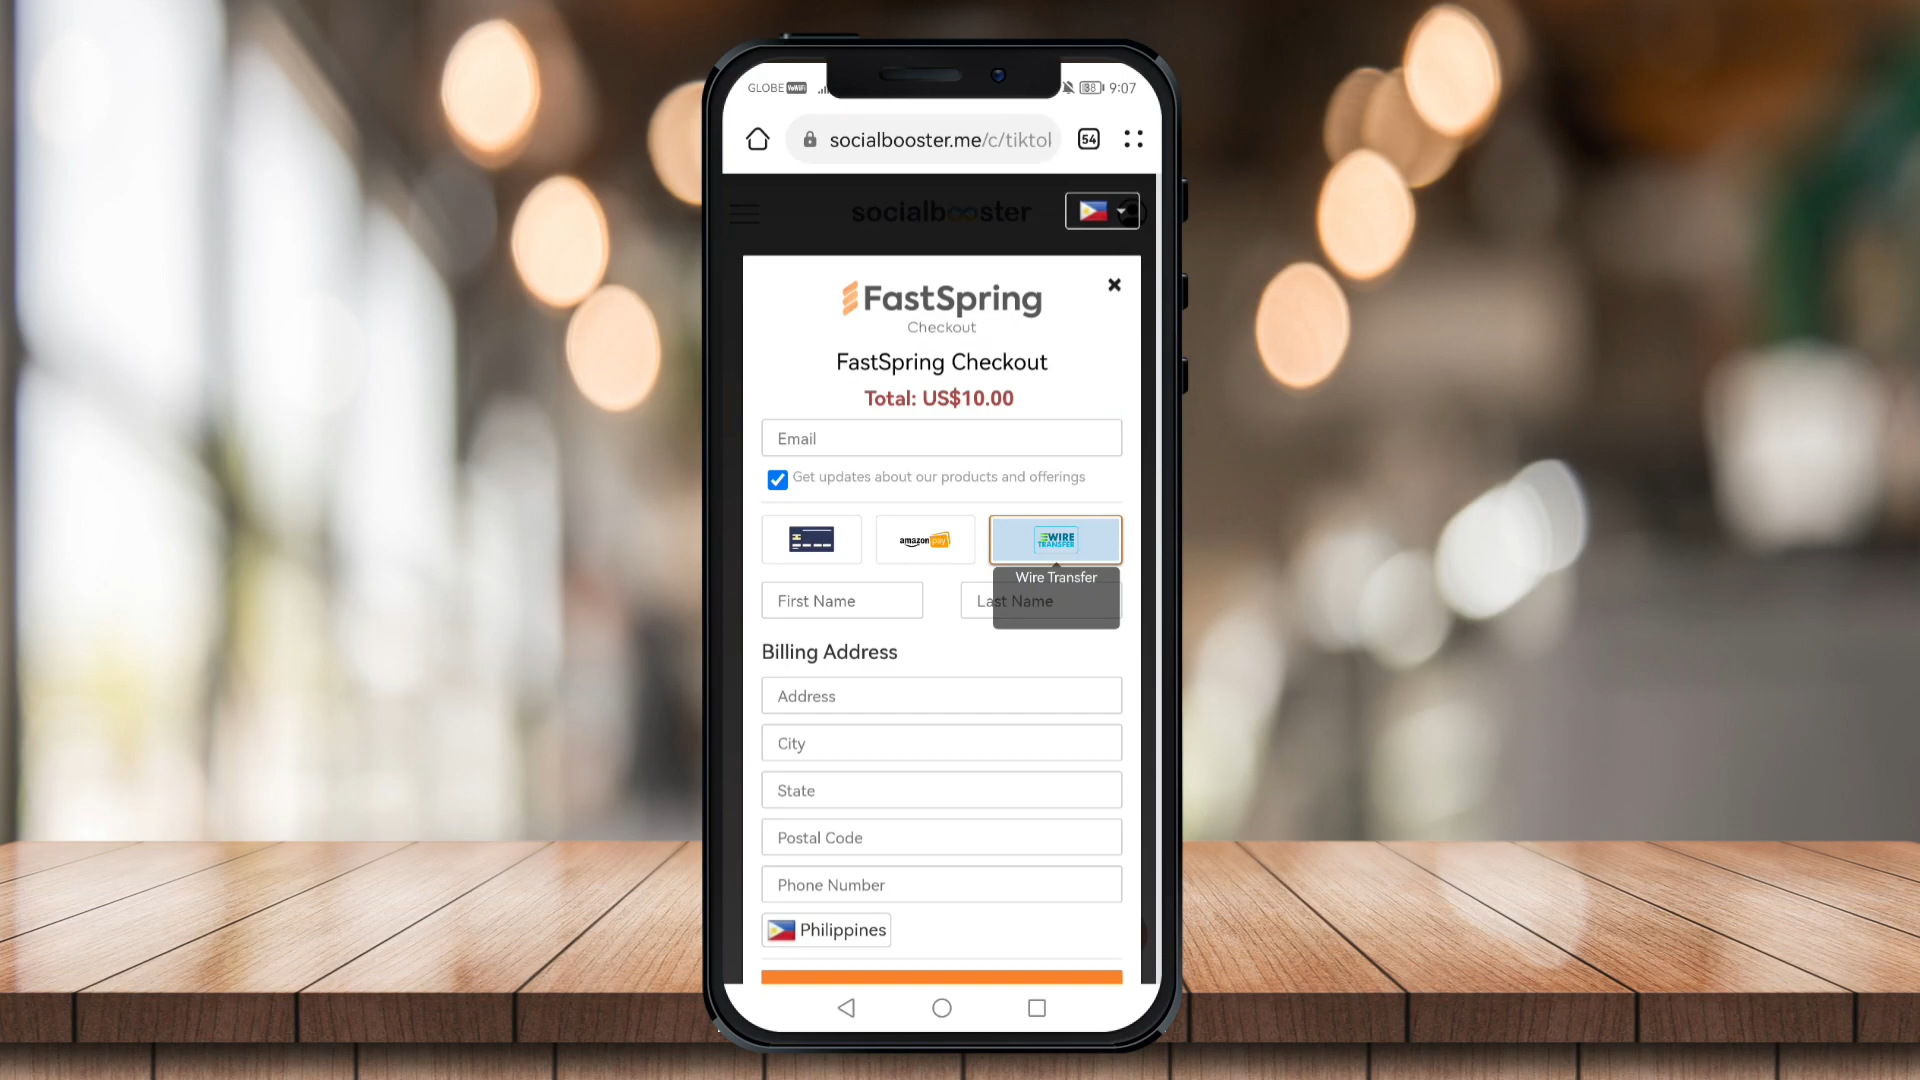 GLOBE VoWiFi 38 9:07
socialbooster.me/c/tiktol 54
socialbooster
FastSpring
Checkout
FastSpring Checkout
Total: US$10.00
Email
Get updates about our products and offerings
amazon pay WIRE TRANSFER
Wire Transfer
First Name Last Name
Billing Address
Address
City
State
Postal Code
Phone Number
Philippines